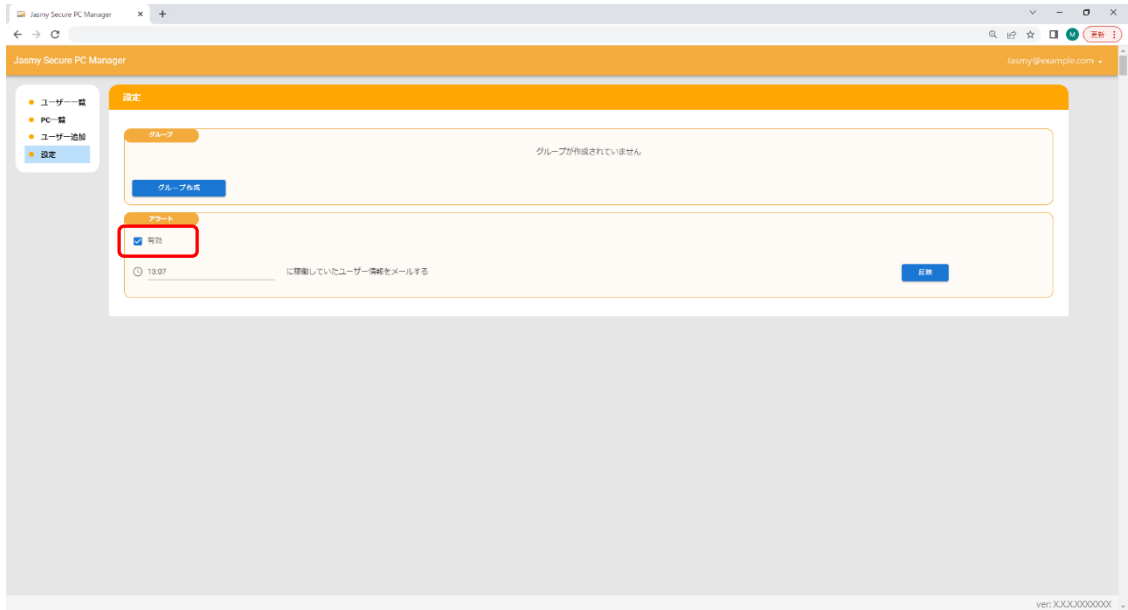 Jasmy Secure PC Manager
M
更新
Jasmy Secure PC Manager
Jasmy@example.com
ユーザー一覧
PC一覧
ユーザー追加
設定
設定
グループ
グループが作成されていません
グループ作成
アラート
有効
13:07 に稼働していたユーザー情報をメールする
反映
ver: X.X.X.XXXXXXX